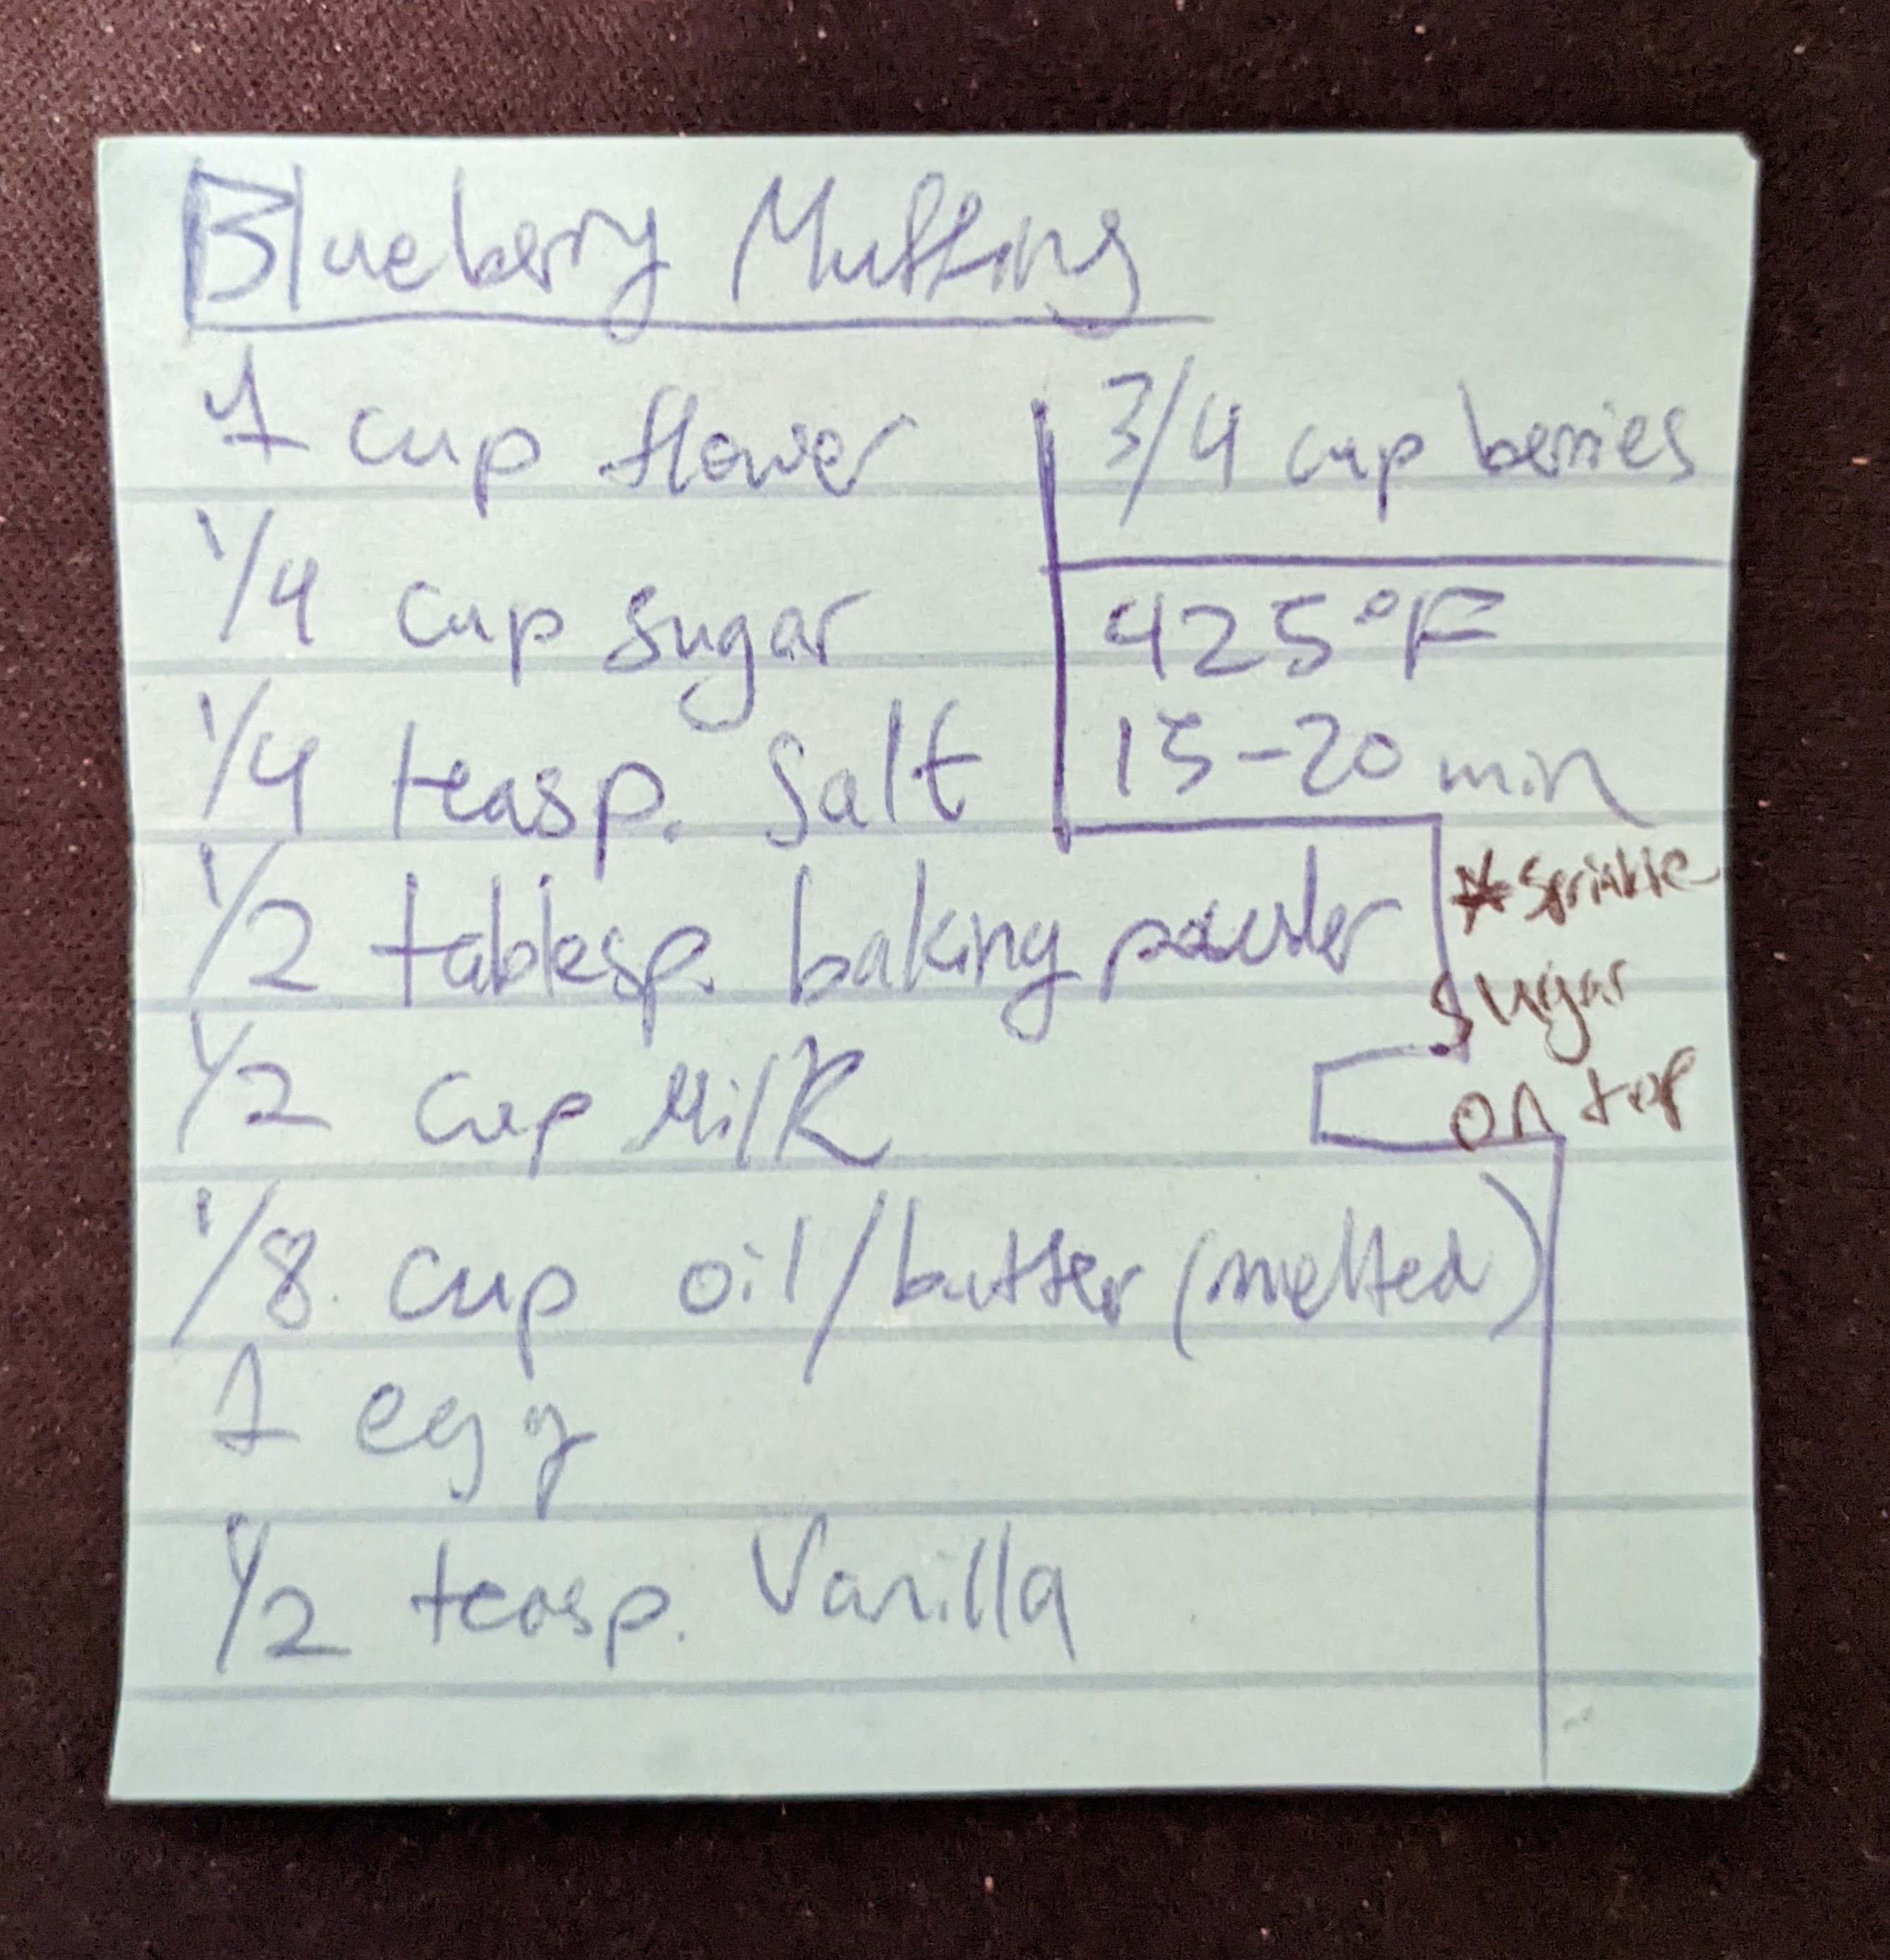 Blueberry Muffins
1 cup flower
1/4 cup sugar
1/4 teasp. salt
1/2 tablesp. baking powder
1/2 cup Milk
1/8 cup oil/butter (melted)
1 egg
1/2 teasp. Vanilla
3/4 cup berries
425°F
15-20 min
*Sprinkle
sugar
on top